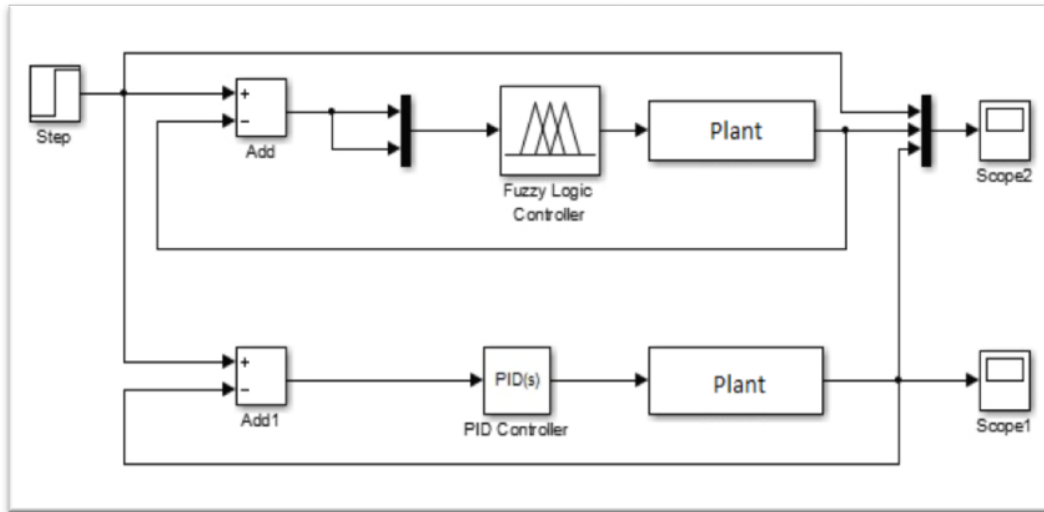 Step
+
−
Add
Fuzzy Logic
Controller
Plant
Scope2
+
−
Add1
PID(s)
PID Controller
Plant
Scope1